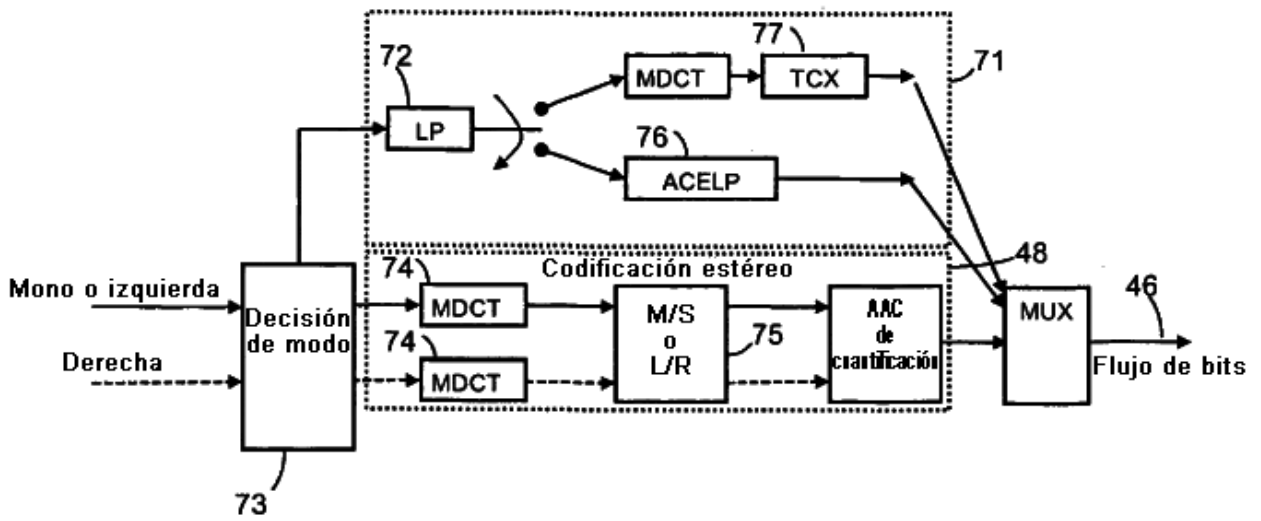 77
71
72
MDCT
TCX
LP
76
ACELP
48
74
Codificación estéreo
Mono o izquierda
MDCT
46
Decisión
de modo
M/S
o
L/R
75
AAC
de
cuantificación
MUX
74
Derecha
MDCT
Flujo de bits
73